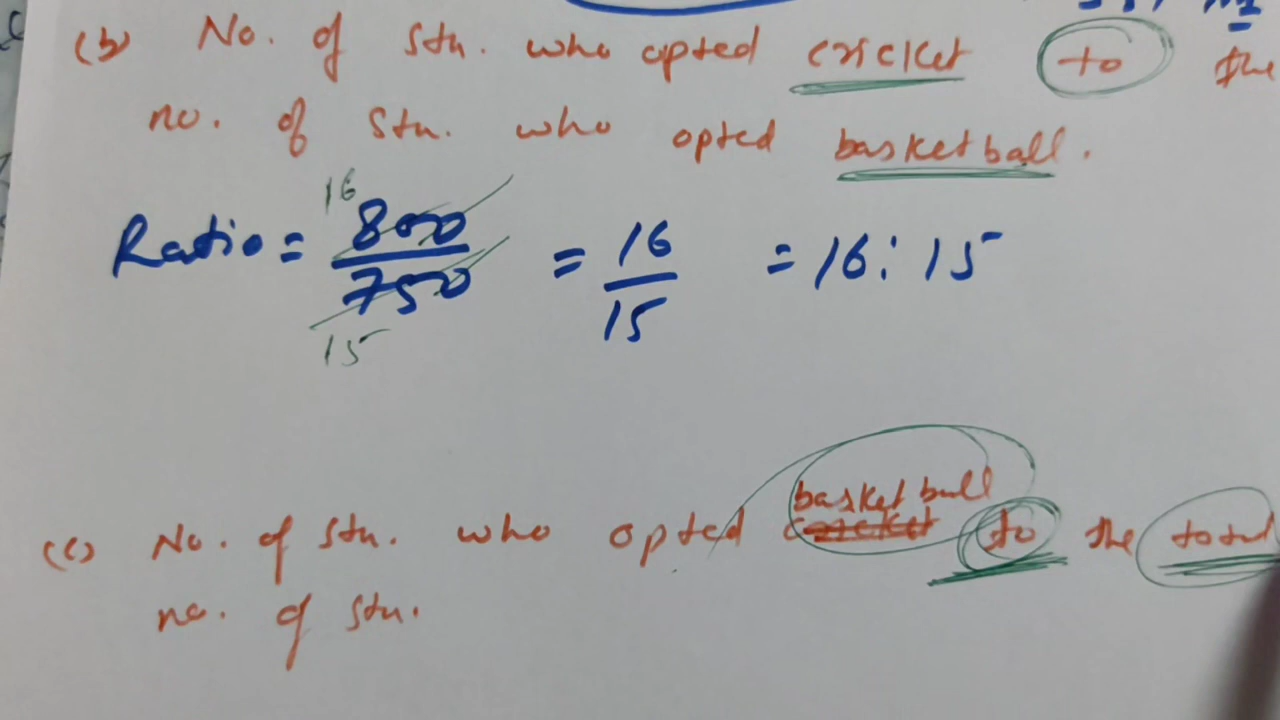 (b) No. of Stu. who opted cricket to the
no. of Stu. who opted basketball.
16
Ratio = 800/750 = 16/15 = 16:15
15
basketball
(c) No. of Stu. who opted cricket to the total
no. of Stu.